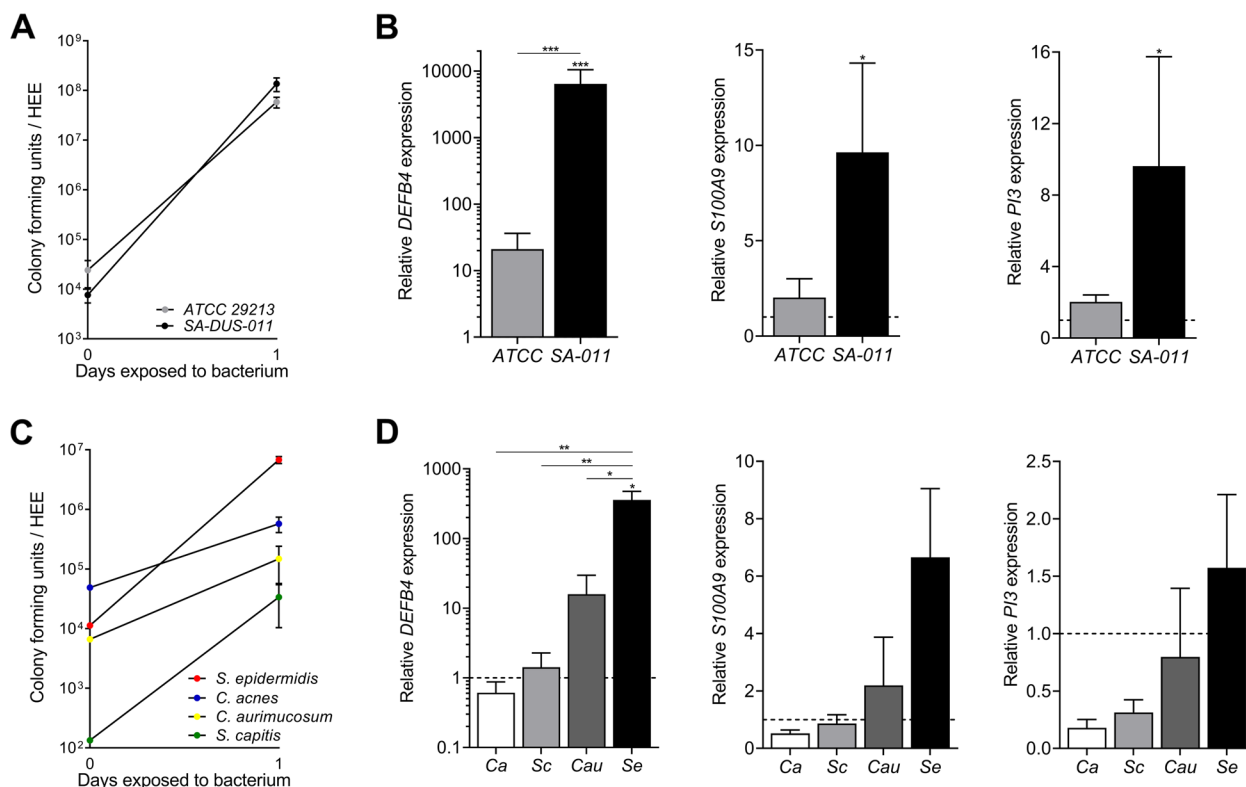 A
Colony forming units / HEE
10⁹
10⁸
10⁷
10⁶
10⁵
10⁴
10³
0 1
Days exposed to bacterium
ATCC 29213
SA-DUS-011
B
Relative DEFB4 expression
10000
1000
100
10
1
***
***
ATCC SA-011
Relative S100A9 expression
15
10
5
0
*
ATCC SA-011
Relative PI3 expression
16
12
8
4
0
*
ATCC SA-011
C
Colony forming units / HEE
10⁷
10⁶
10⁵
10⁴
10³
10²
0 1
Days exposed to bacterium
S. epidermidis
C. acnes
C. aurimucosum
S. capitis
D
Relative DEFB4 expression
1000
100
10
1
0.1
**
**
*
*
Ca Sc Cau Se
Relative S100A9 expression
10
8
6
4
2
0
Ca Sc Cau Se
Relative PI3 expression
2.5
2.0
1.5
1.0
0.5
0.0
Ca Sc Cau Se